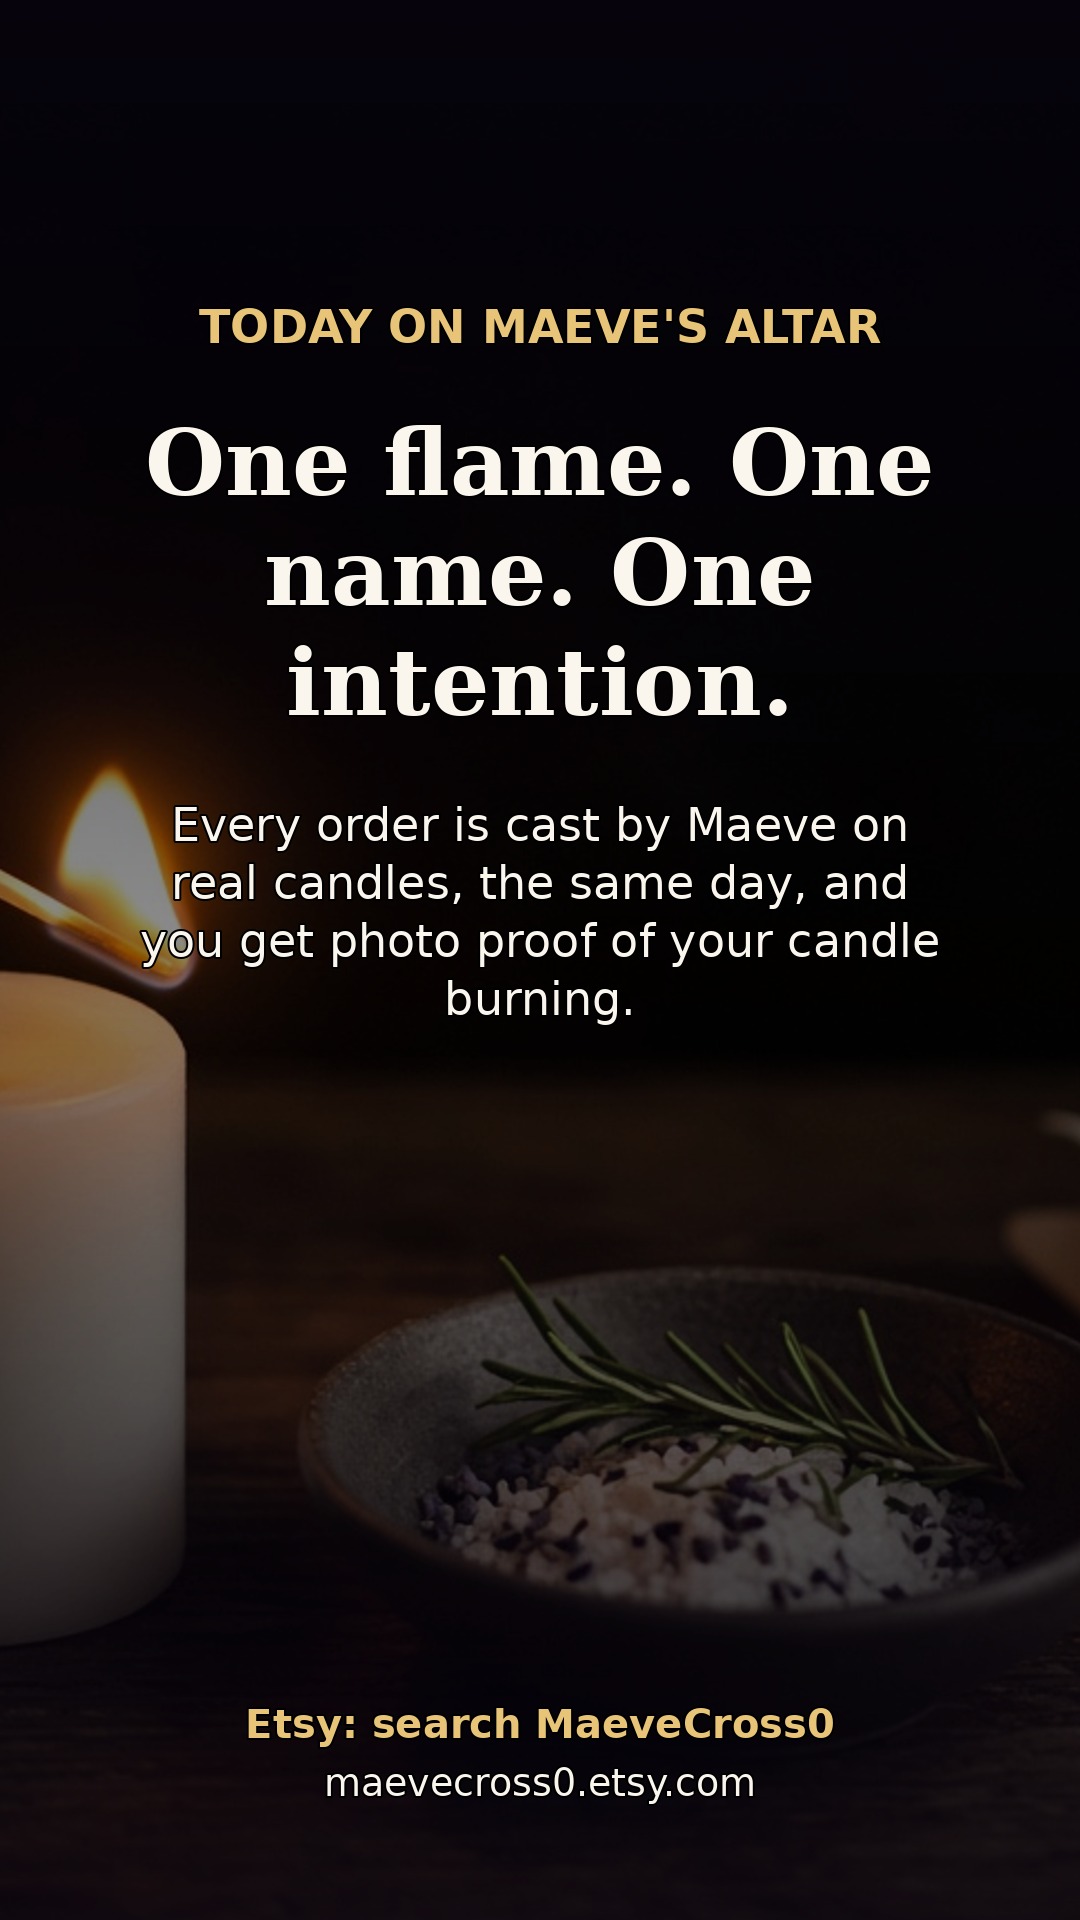 TODAY ON MAEVE'S ALTAR
One flame. One
name. One
intention.
Every order is cast by Maeve on
real candles, the same day, and
you get photo proof of your candle
burning.
Etsy: search MaeveCross0
maevecross0.etsy.com